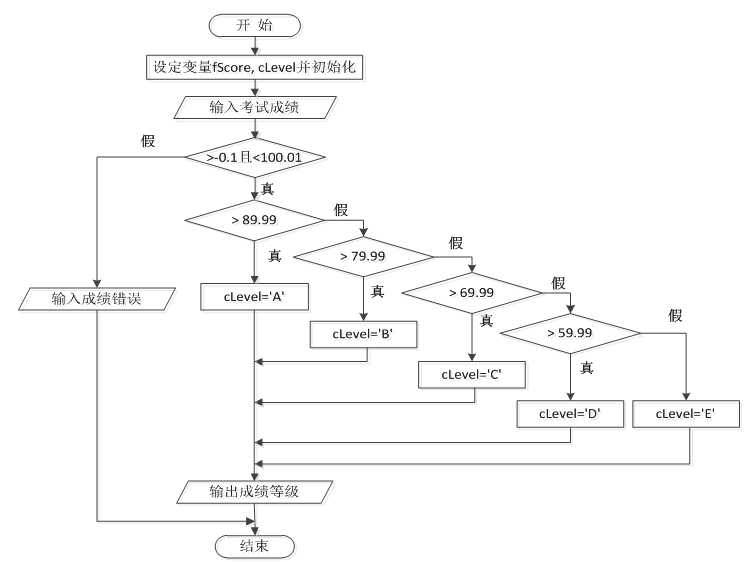 开 始
设定变量fScore, cLevel并初始化
输入考试成绩
假
>-0.1且<100.01
真
> 89.99
假
真
> 79.99
假
cLevel='A'
真
> 69.99
假
输入成绩错误
cLevel='B'
真
> 59.99
假
cLevel='C'
真
cLevel='D'
cLevel='E'
输出成绩等级
结束